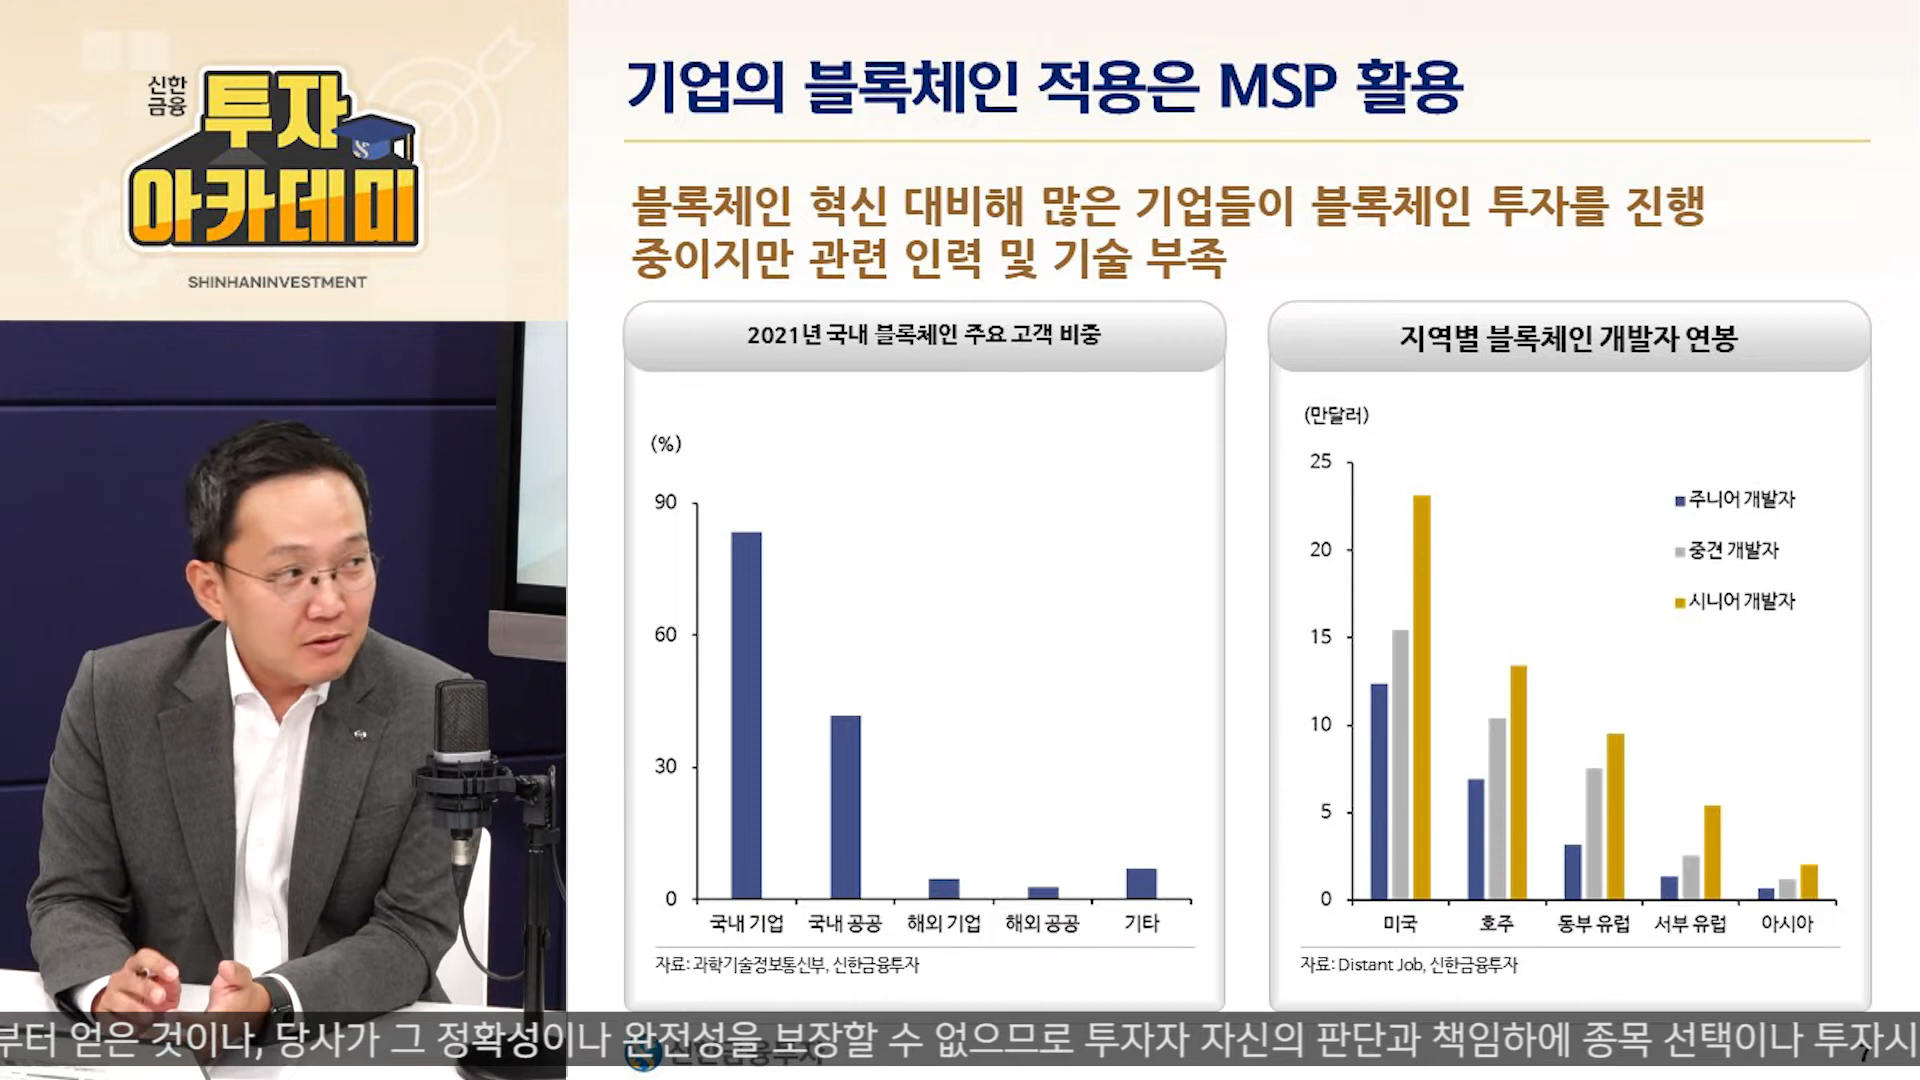 신한
금융
투자
아카데미
SHINHANINVESTMENT
기업의 블록체인 적용은 MSP 활용
블록체인 혁신 대비해 많은 기업들이 블록체인 투자를 진행
중이지만 관련 인력 및 기술 부족
2021년 국내 블록체인 주요 고객 비중
(%)
90
60
30
0
국내 기업
국내 공공
해외 기업
해외 공공
기타
자료: 과학기술정보통신부, 신한금융투자
지역별 블록체인 개발자 연봉
(만달러)
25
20
15
10
5
0
주니어 개발자
중견 개발자
시니어 개발자
미국
호주
동부 유럽
서부 유럽
아시아
자료: Distant Job, 신한금융투자
부터 얻은 것이나, 당사가 그 정확성이나 완전성을 보장할 수 없으므로 투자자 자신의 판단과 책임하에 종목 선택이나 투자시
신한금융투자
7